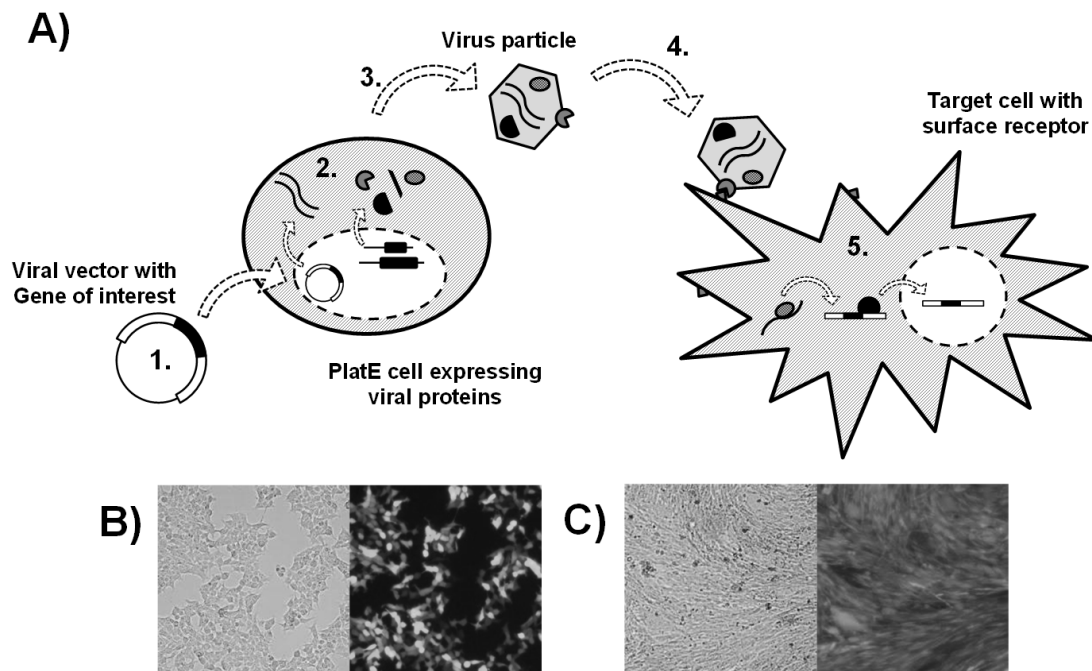 A)
Virus particle
4.
3.
Target cell with
surface receptor
2.
5.
Viral vector with
Gene of interest
1.
PlatE cell expressing
viral proteins
B)
C)